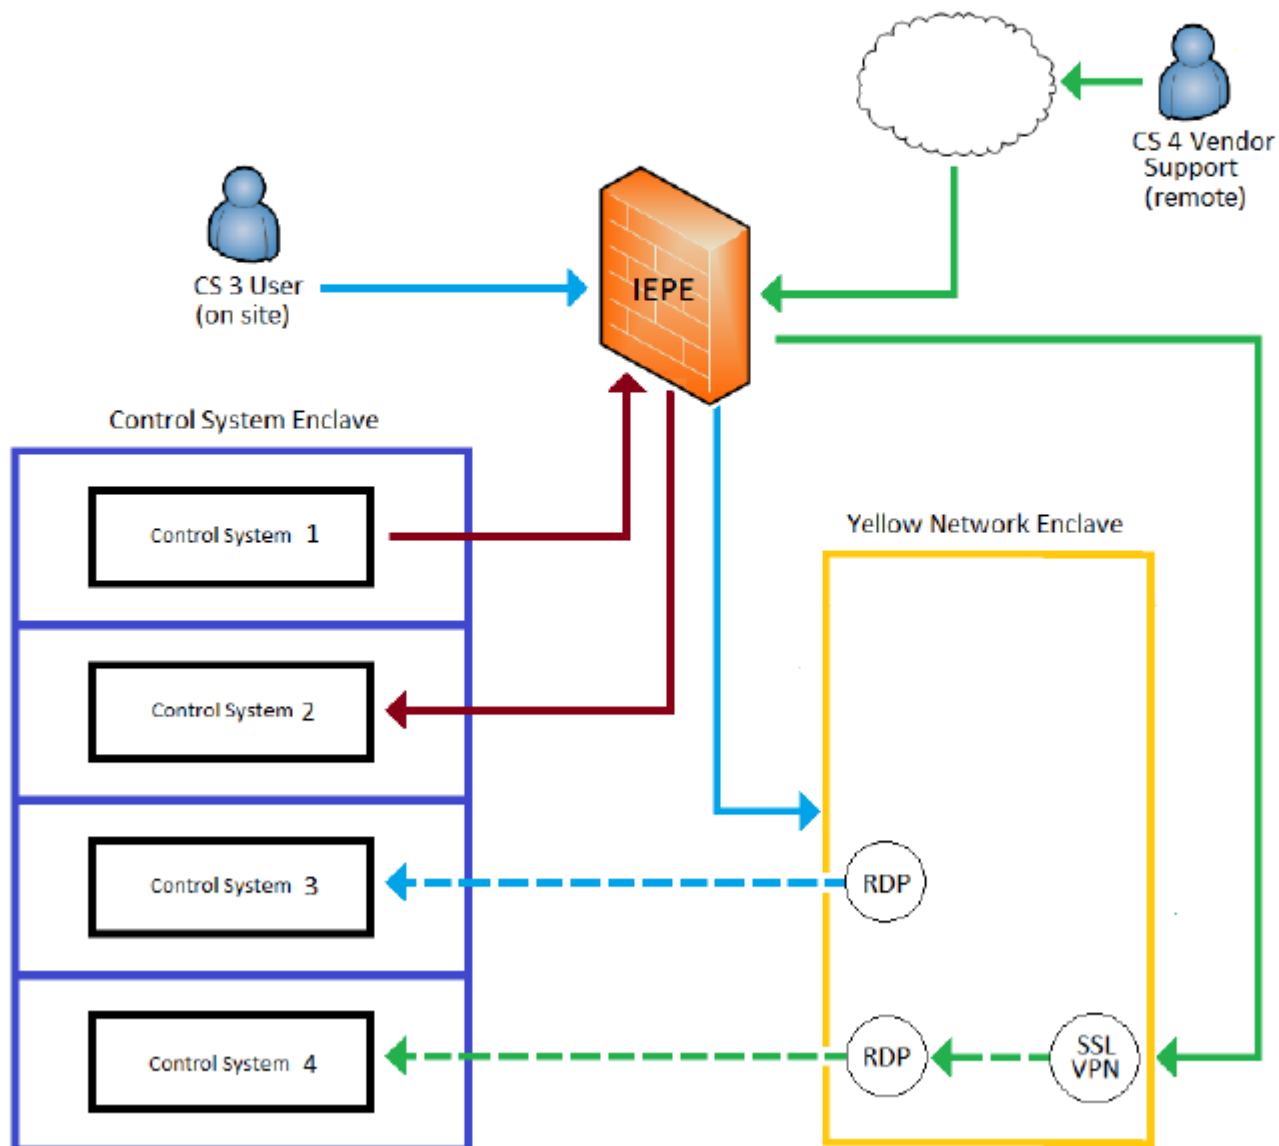 CS 4 Vendor
Support
(remote)
CS 3 User
(on site)
IEPE
Control System Enclave
Control System 1
Control System 2
Control System 3
Control System 4
Yellow Network Enclave
RDP
RDP
SSL
VPN